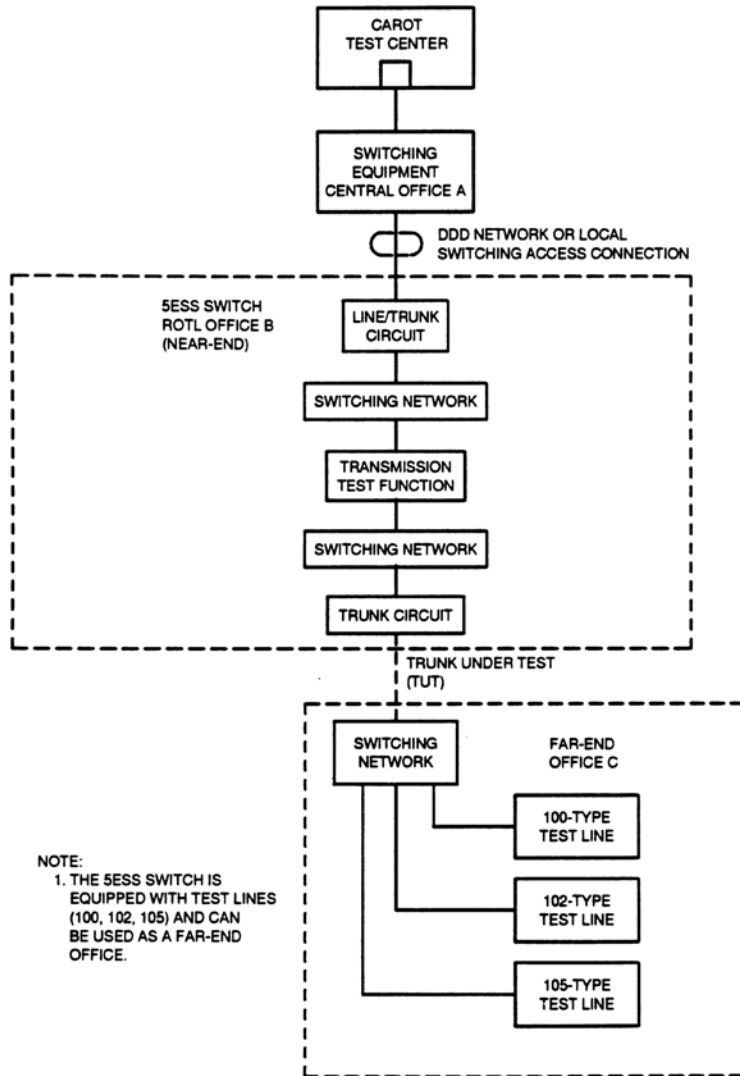 CAROT
TEST CENTER
SWITCHING
EQUIPMENT
CENTRAL OFFICE A
DDD NETWORK OR LOCAL
SWITCHING ACCESS CONNECTION
5ESS SWITCH
ROTL OFFICE B
(NEAR-END)
LINE/TRUNK
CIRCUIT
SWITCHING NETWORK
TRANSMISSION
TEST FUNCTION
SWITCHING NETWORK
TRUNK CIRCUIT
TRUNK UNDER TEST
(TUT)
SWITCHING
NETWORK
FAR-END
OFFICE C
100-TYPE
TEST LINE
102-TYPE
TEST LINE
105-TYPE
TEST LINE
NOTE:
1. THE 5ESS SWITCH IS
EQUIPPED WITH TEST LINES
(100, 102, 105) AND CAN
BE USED AS A FAR-END
OFFICE.